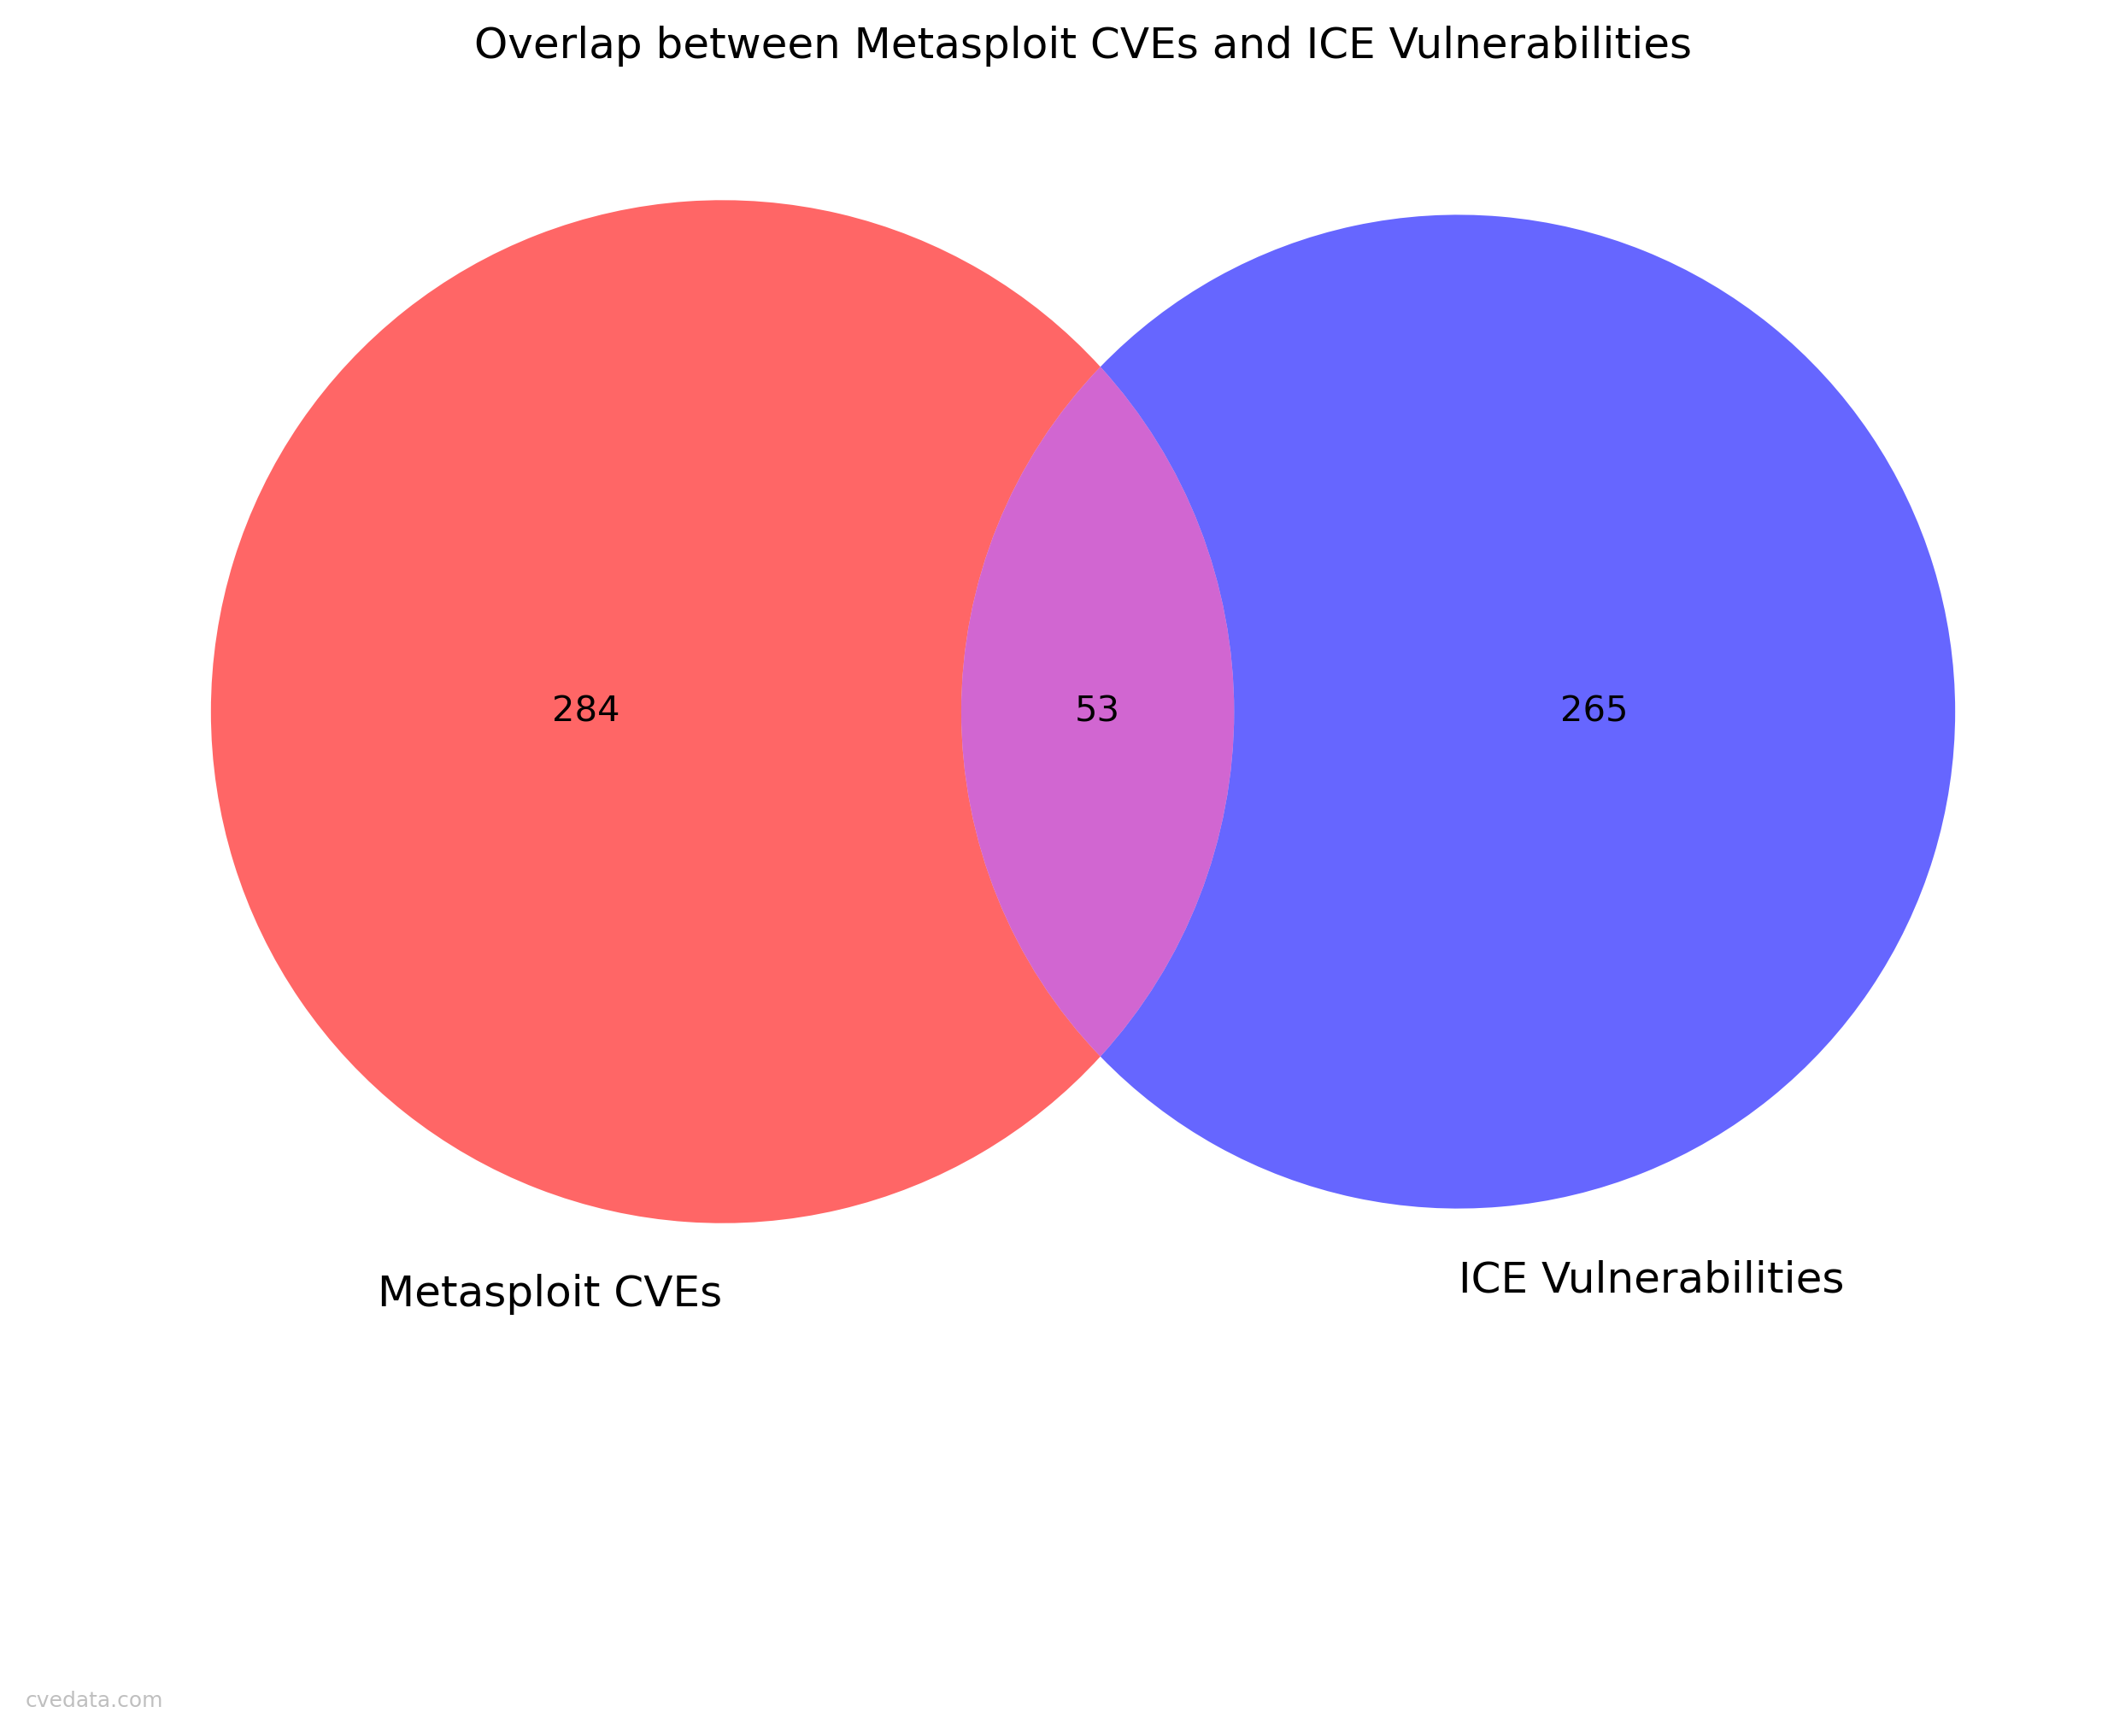 Overlap between Metasploit CVEs and ICE Vulnerabilities
284
53
265
Metasploit CVEs
ICE Vulnerabilities
cvedata.com